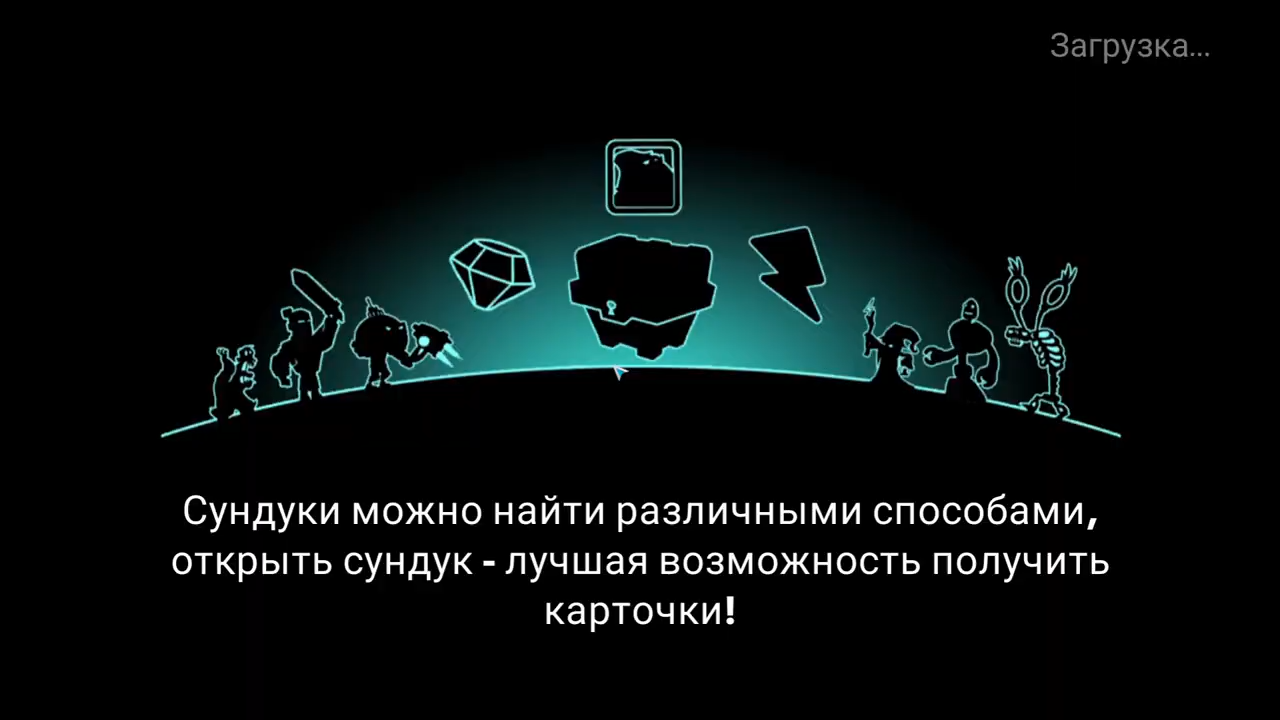 Загрузка...
Сундуки можно найти различными способами,
открыть сундук - лучшая возможность получить
карточки!